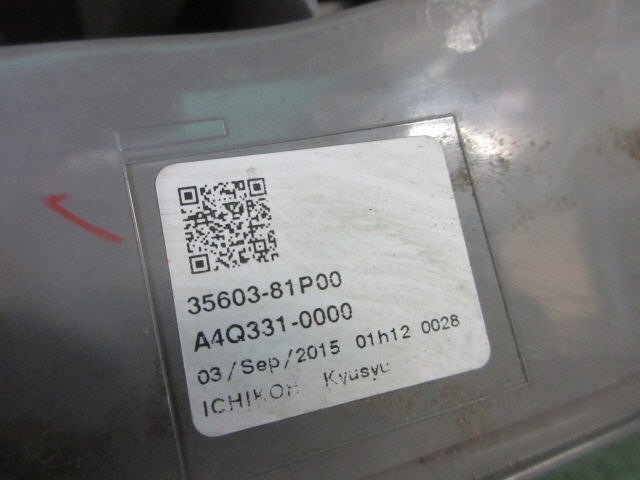 35603-81P00
A4Q331-0000
03/Sep/2015 01h12 0028
ICHIKOH Kyusyu